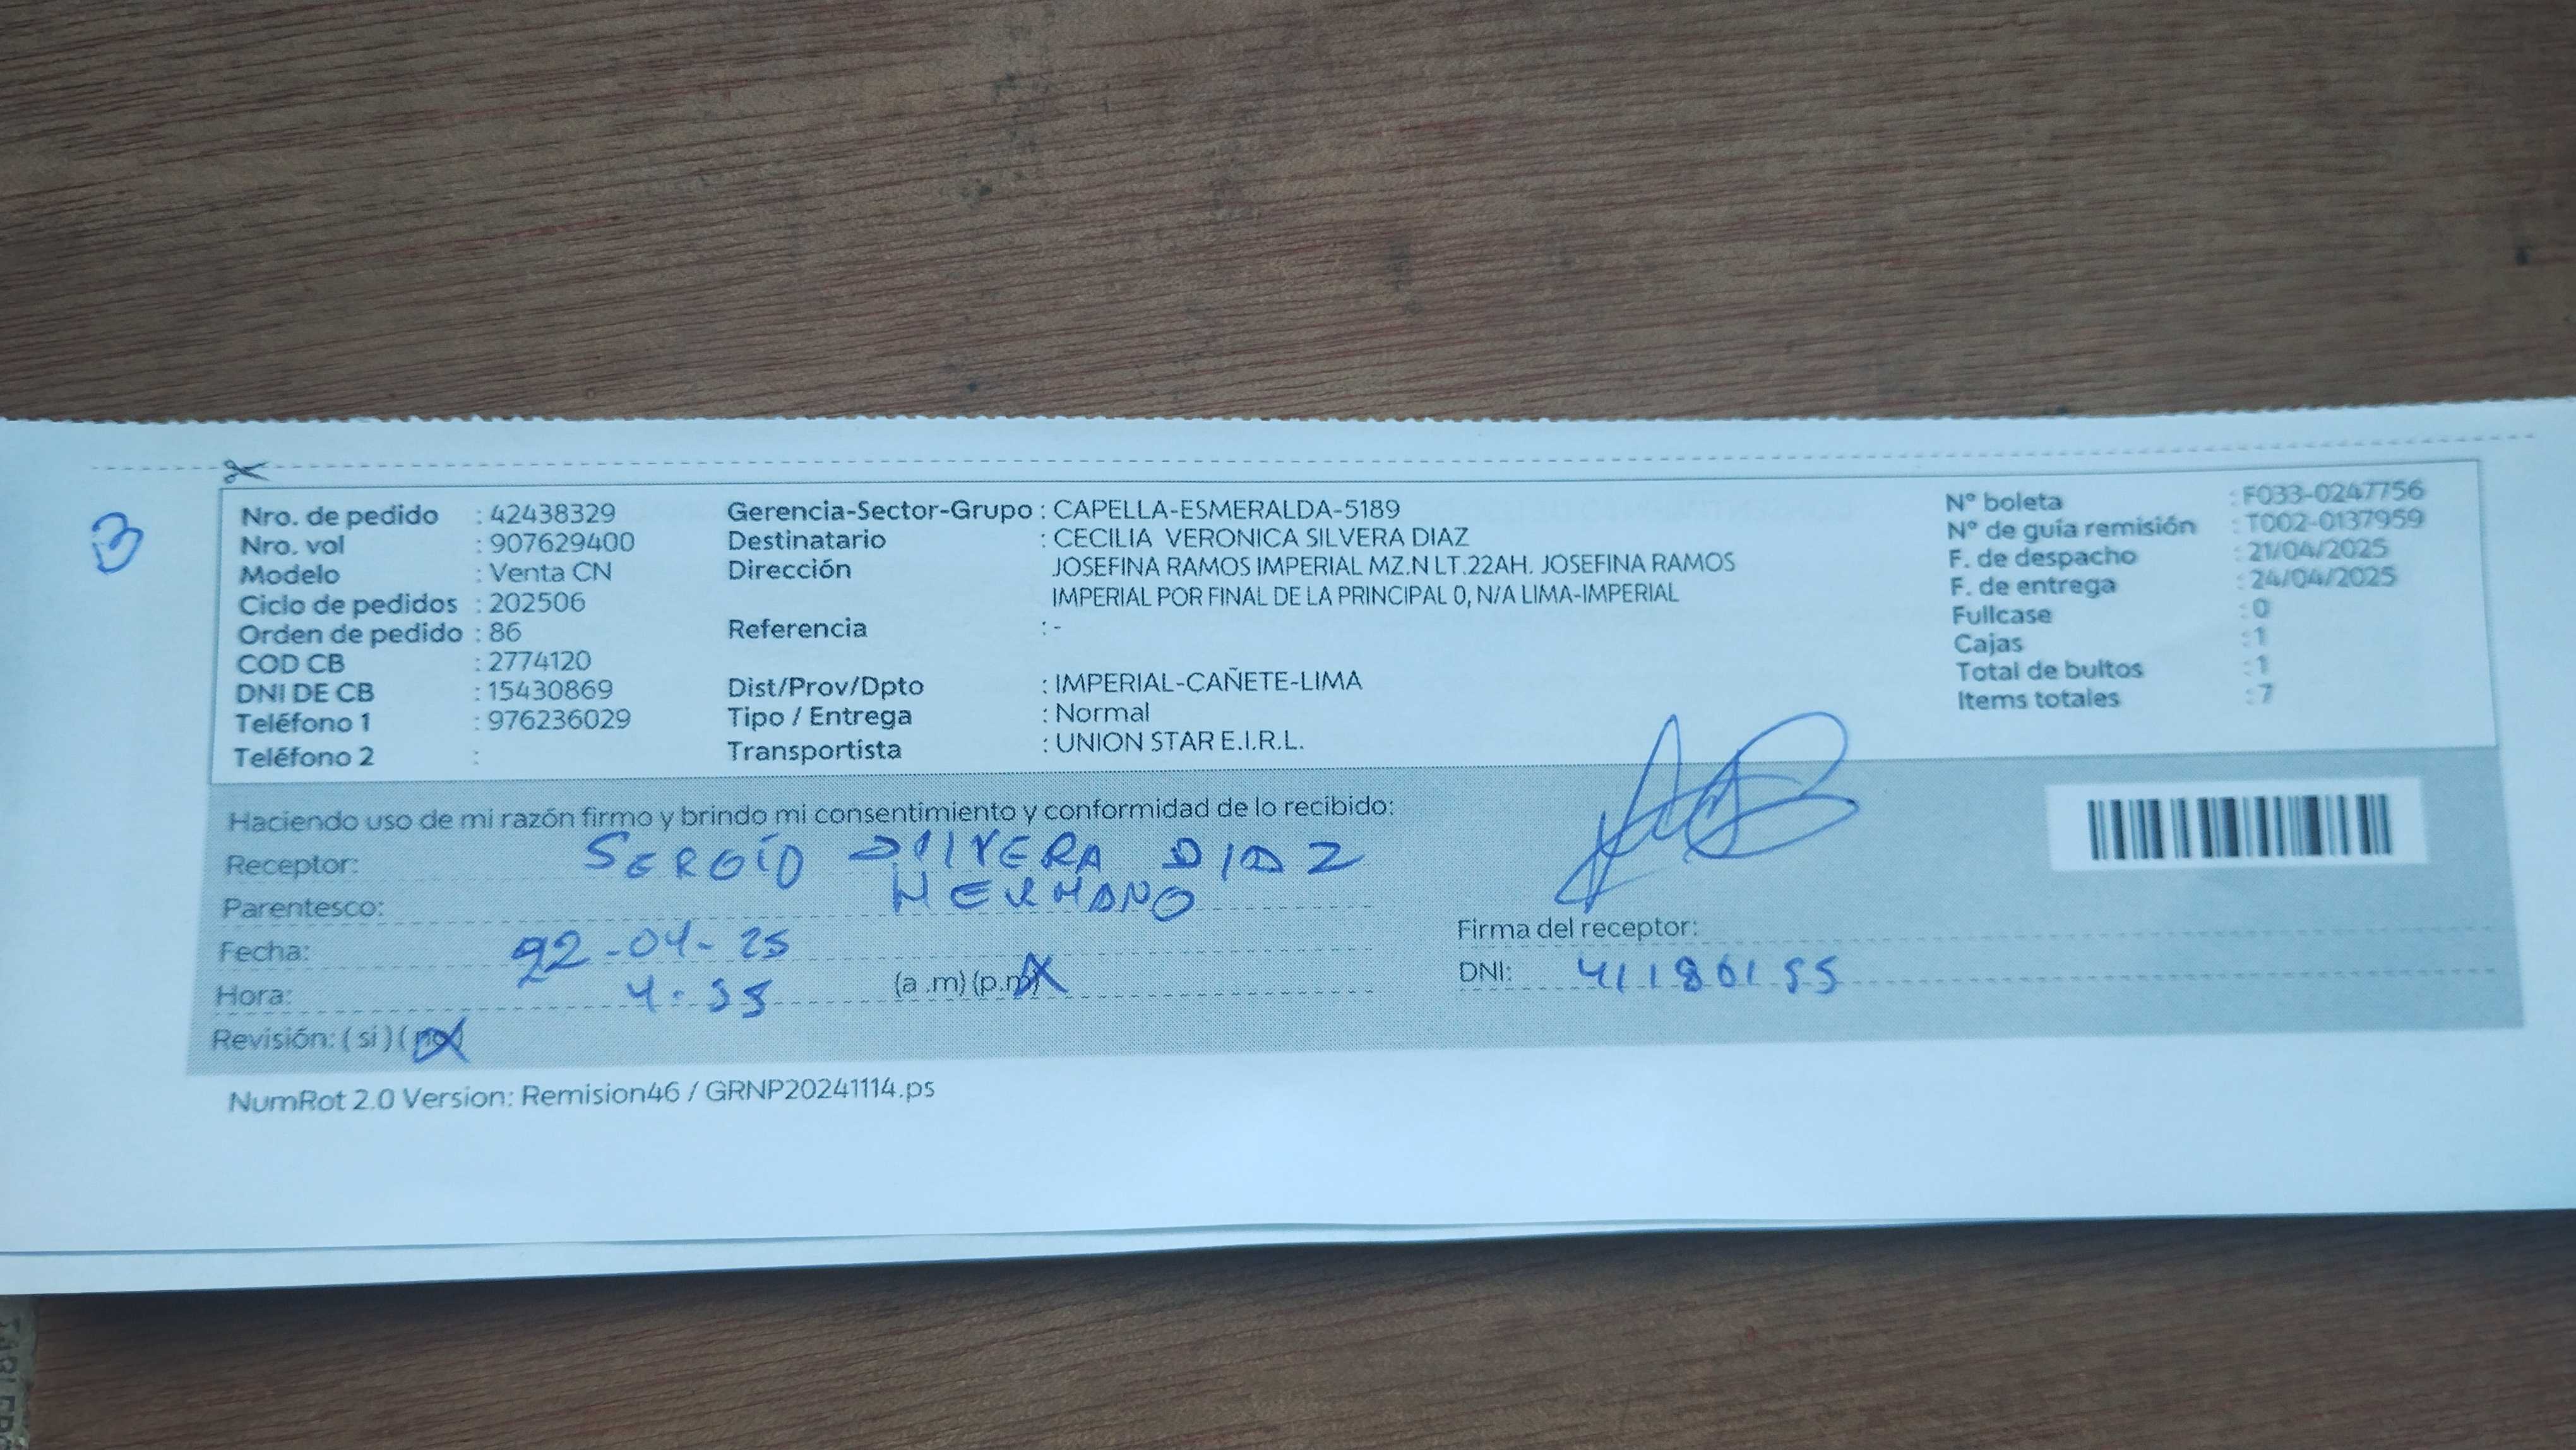 Nro. de pedido : 42438329
Nro. vol : 907629400
Modelo : Venta CN
Ciclo de pedidos : 202506
Orden de pedido : 86
COD CB : 2774120
DNI DE CB : 15430869
Teléfono 1 : 976236029
Teléfono 2 :
Gerencia-Sector-Grupo : CAPELLA-ESMERALDA-5189
Destinatario : CECILIA VERONICA SILVERA DIAZ
Dirección JOSEFINA RAMOS IMPERIAL MZ.N LT.22AH. JOSEFINA RAMOS
IMPERIAL POR FINAL DE LA PRINCIPAL 0, N/A LIMA-IMPERIAL
Referencia : -
Dist/Prov/Dpto : IMPERIAL-CAÑETE-LIMA
Tipo / Entrega : Normal
Transportista : UNION STAR E.I.R.L.
Nº boleta : F033-0247756
Nº de guía remisión : T002-0137959
F. de despacho : 21/04/2025
F. de entrega : 24/04/2025
Fullcase : 0
Cajas : 1
Total de bultos : 1
Items totales : 7
Haciendo uso de mi razón firmo y brindo mi consentimiento y conformidad de lo recibido:
Receptor: SERGIO SILVERA DIAZ
Parentesco: HERMANO
Fecha: 22-04-25
Hora: (a .m) (p.m)
Revisión: ( si ) ( no )
Firma del receptor:
DNI: 41180155
NumRot 2.0 Version: Remision46 / GRNP20241114.ps